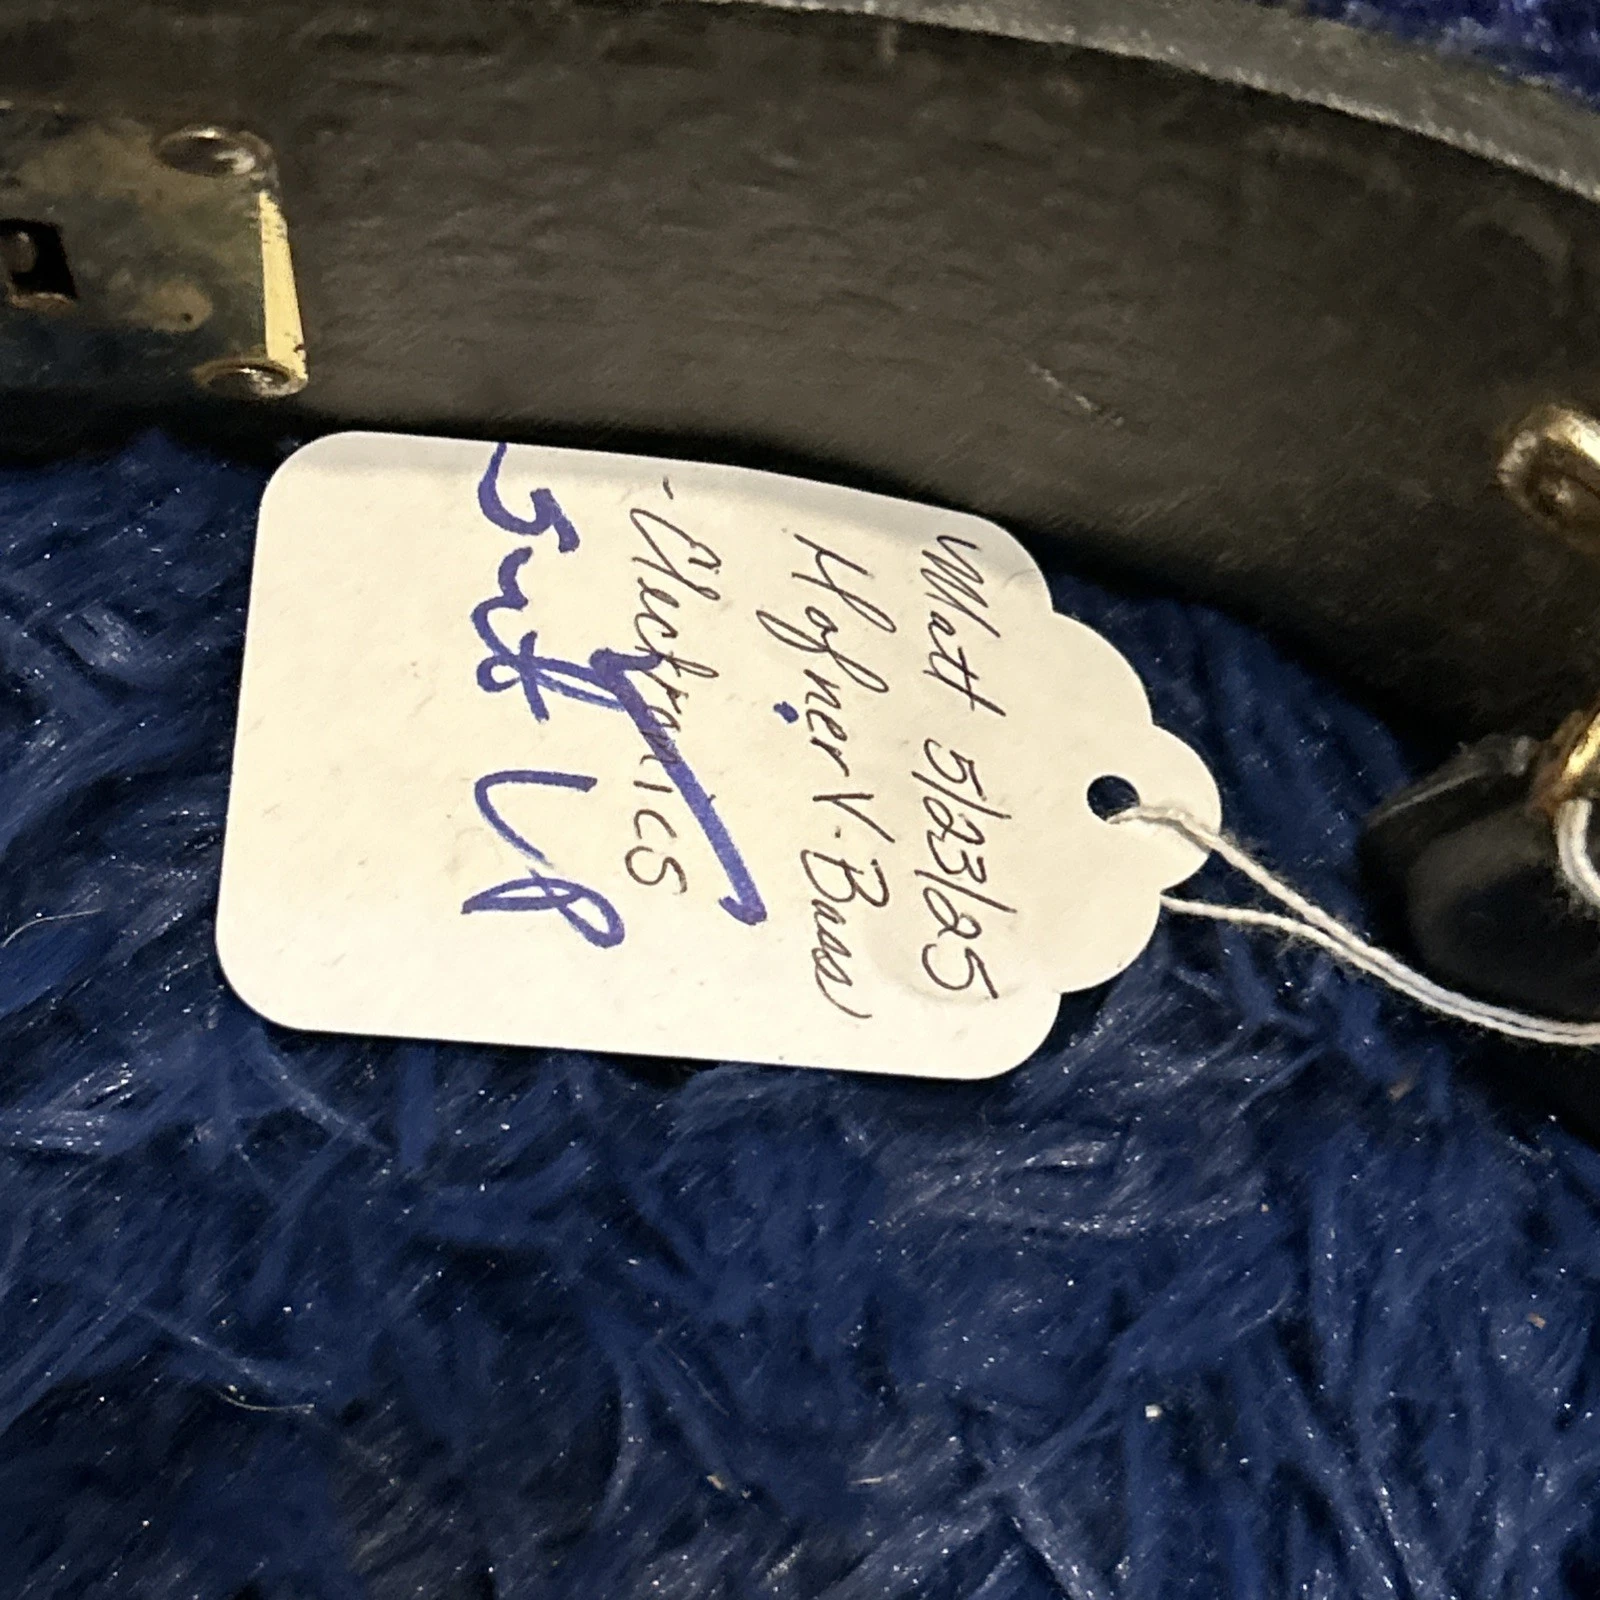 Matt 5/23/25
Hofner V. Bass
- Electronics
Set Up